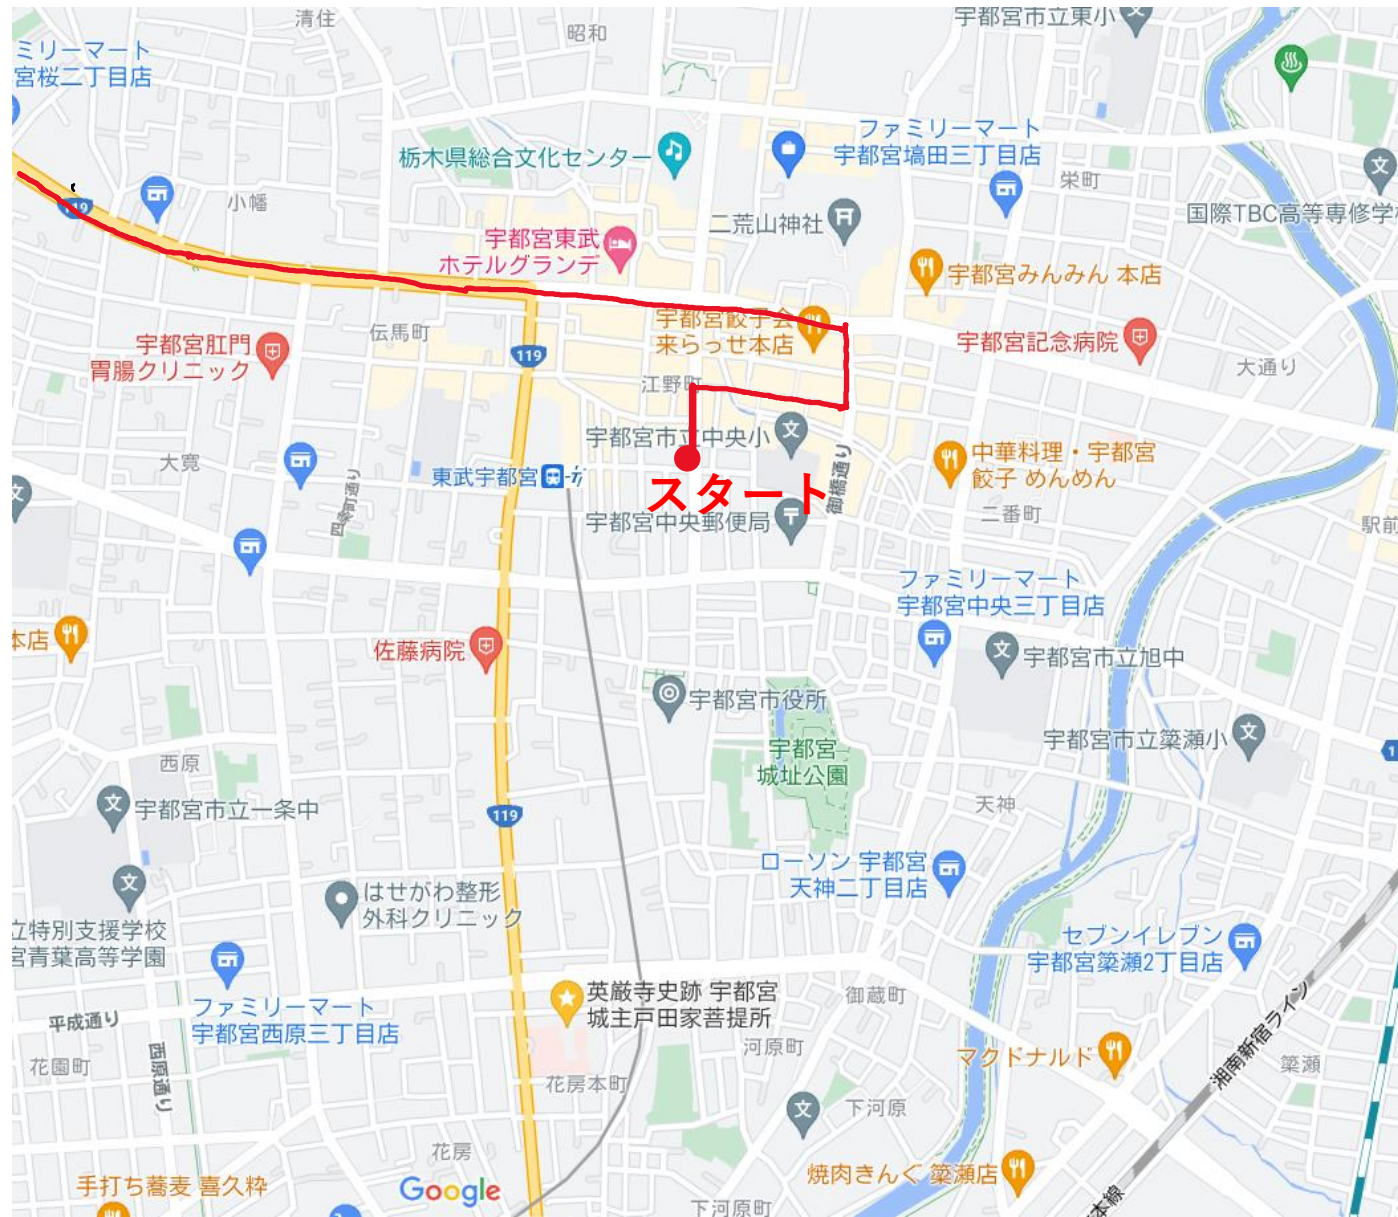 清住
昭和
宇都宮市立東小
ミリーマート
宮桜二丁目店
ファミリーマート
宇都宮塙田三丁目店
栃木県総合文化センター
栄町
小幡
119
国際TBC高等専修学
二荒山神社
宇都宮東武
ホテルグランデ
宇都宮みんみん 本店
伝馬町
宇都宮餃子会
来らっせ本店
宇都宮肛門
胃腸クリニック
119
宇都宮記念病院
大通り
江野町
宇都宮市立中央小
大寛
東武宇都宮
スタート
御橋通り
中華料理・宇都宮
餃子 めんめん
二番町
宇都宮中央郵便局
駅前
ファミリーマート
宇都宮中央三丁目店
本店
佐藤病院
宇都宮市立旭中
宇都宮市役所
宇都宮
城址公園
宇都宮市立簗瀬小
1
西原
宇都宮市立一条中
119
天神
ローソン 宇都宮
天神二丁目店
はせがわ整形
外科クリニック
立特別支援学校
宮青葉高等学園
セブンイレブン
宇都宮簗瀬2丁目店
ファミリーマート
宇都宮西原三丁目店
英厳寺史跡 宇都宮
城主戸田家菩提所
御蔵町
平成通り
西原通り
花園町
河原町
マクドナルド
湘南新宿ライン
簗瀬
花房本町
下河原
花房
手打ち蕎麦 喜久粋
Google
焼肉きんぐ 簗瀬店
下河原町
本線